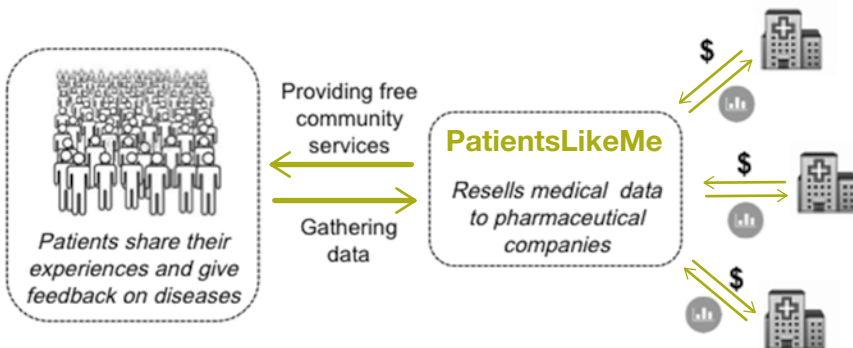 Patients share their
experiences and give
feedback on diseases
Providing free
community
services
Gathering
data
PatientsLikeMe
Resells medical data
to pharmaceutical
companies
$
$
$